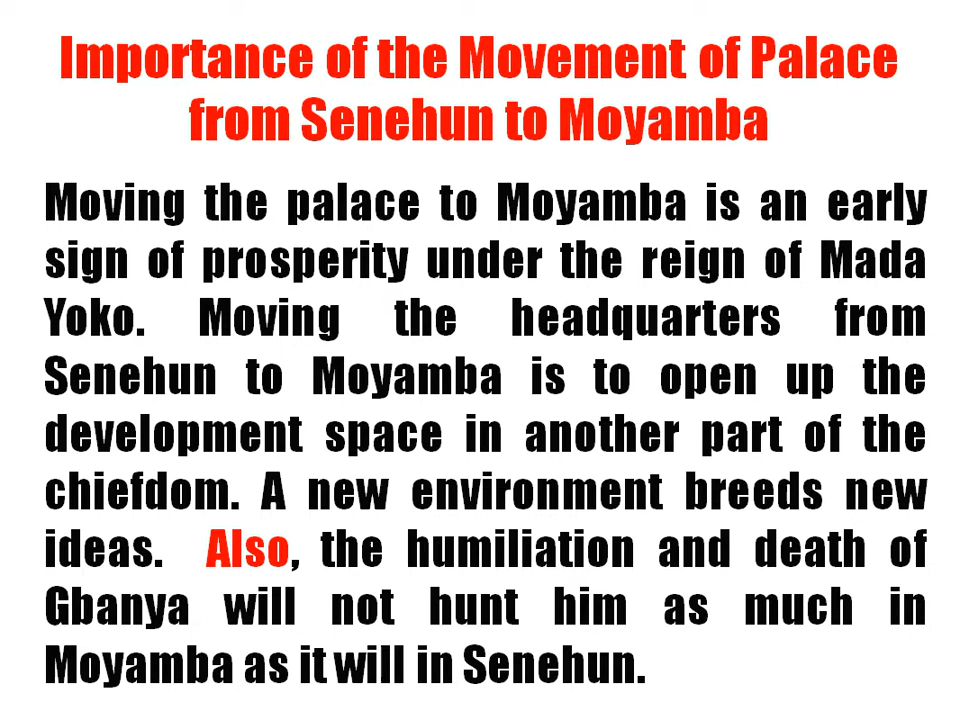 Importance of the Movement of Palace
from Senehun to Moyamba
Moving the palace to Moyamba is an early
sign of prosperity under the reign of Mada
Yoko. Moving the headquarters from
Senehun to Moyamba is to open up the
development space in another part of the
chiefdom. A new environment breeds new
ideas. Also, the humiliation and death of
Gbanya will not hunt him as much in
Moyamba as it will in Senehun.